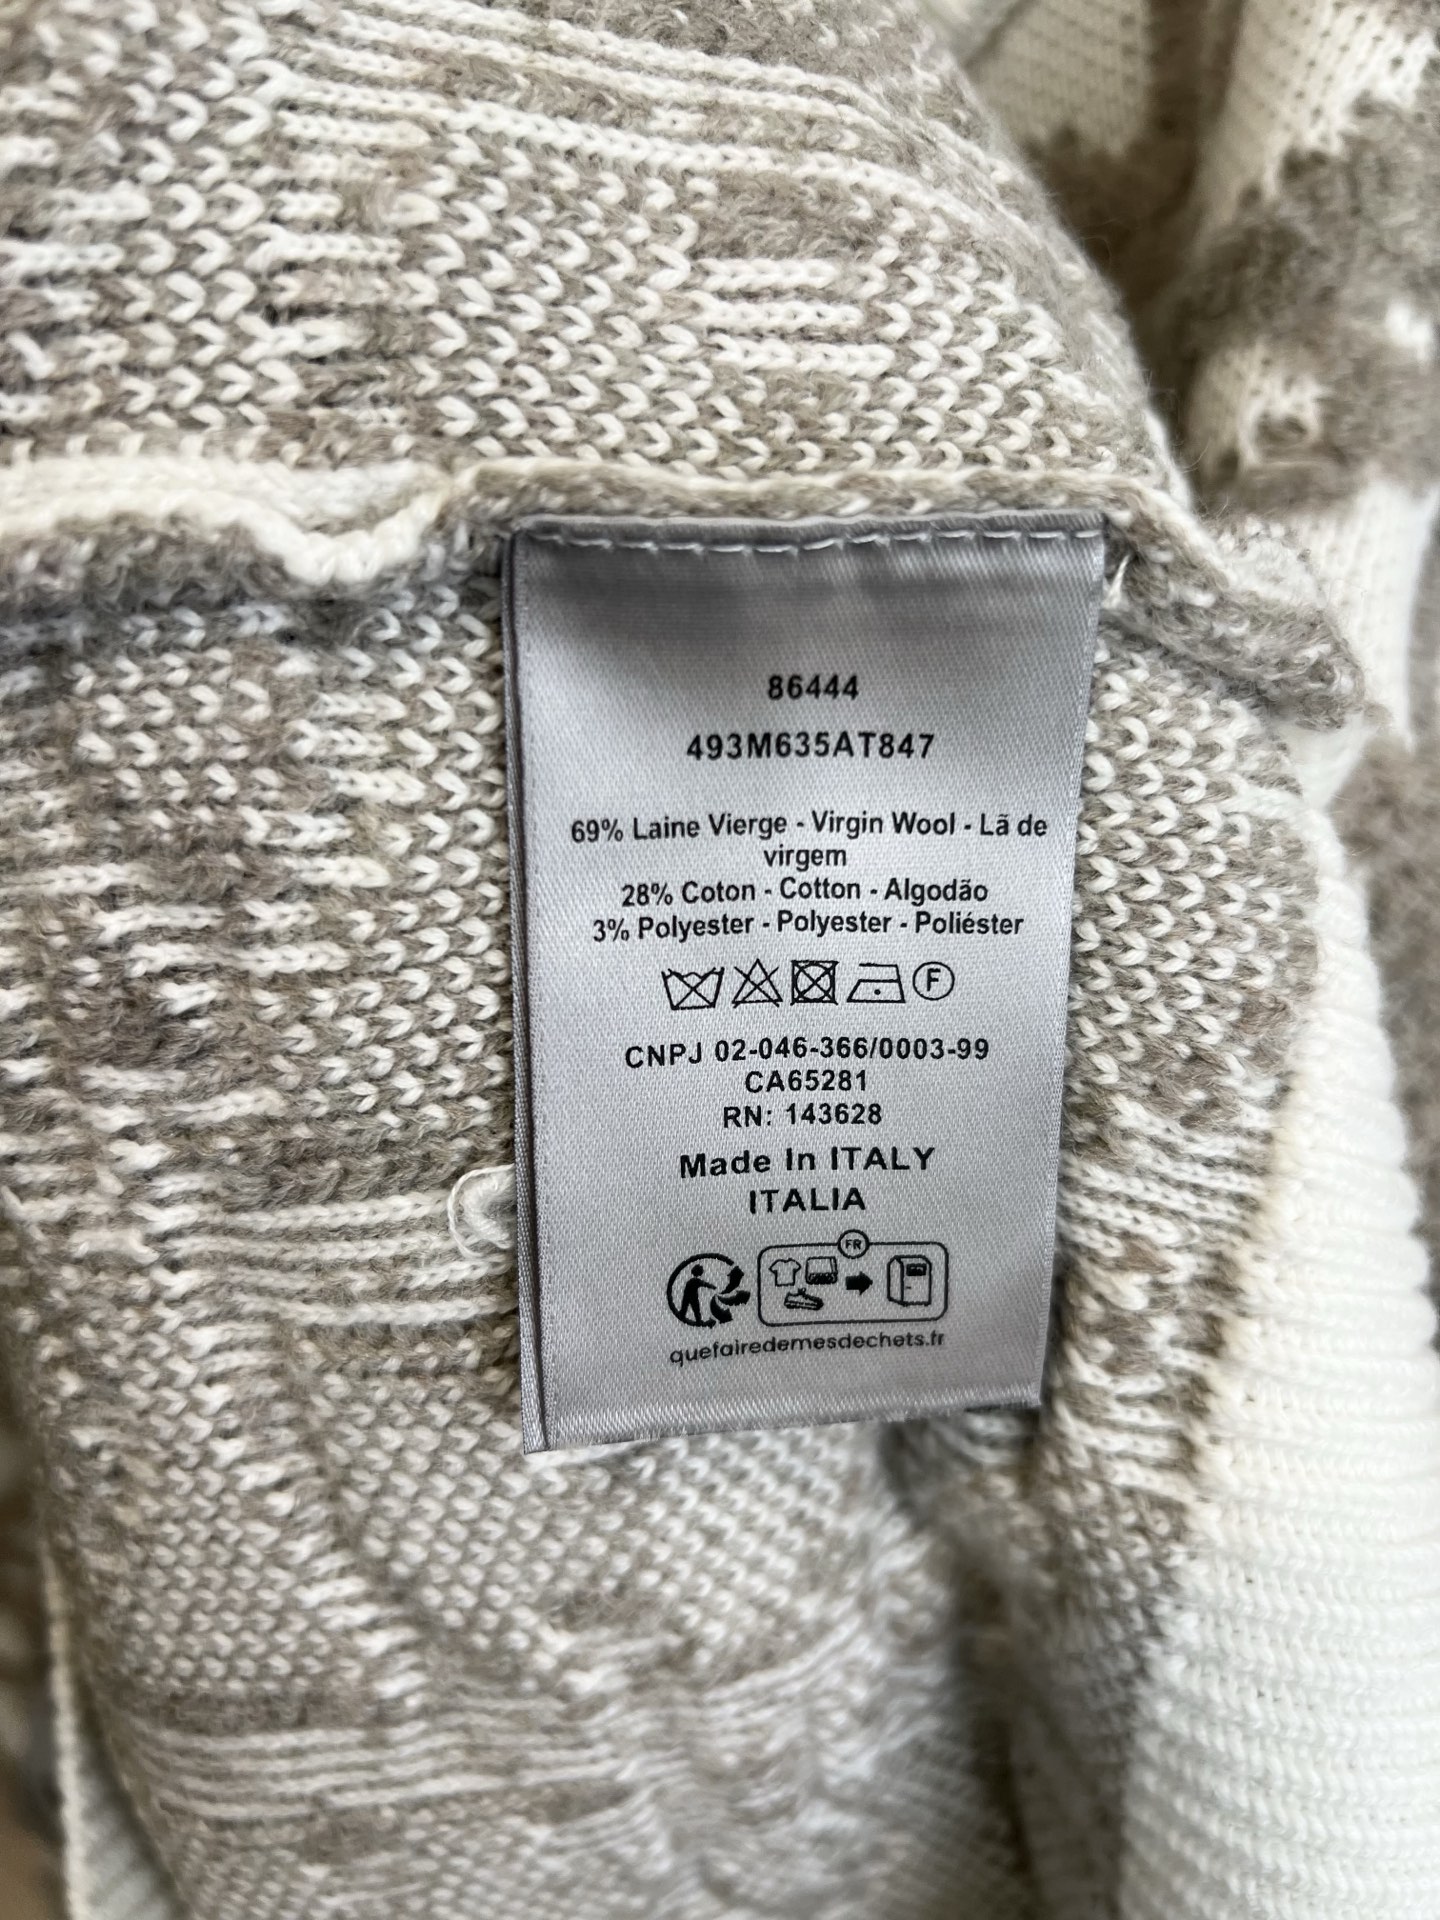 86444
493M635AT847
69% Laine Vierge - Virgin Wool - Lã de
virgem
28% Coton - Cotton - Algodão
3% Polyester - Polyester - Poliéster
F
CNPJ 02-046-366/0003-99
CA65281
RN: 143628
Made In ITALY
ITALIA
FR
quefairedemesdechets.fr